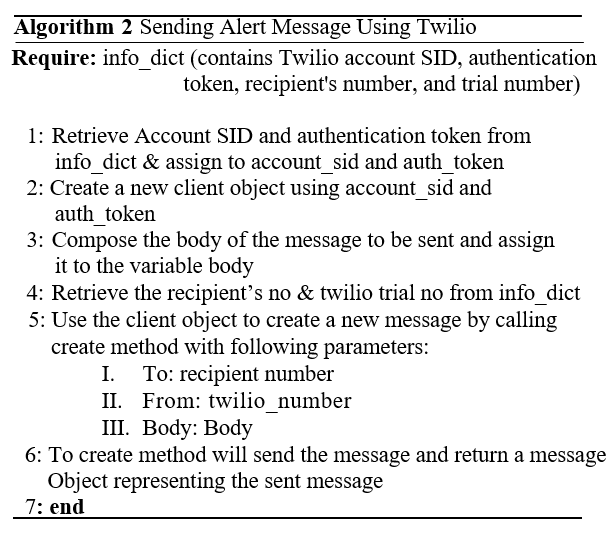 Algorithm 2 Sending Alert Message Using Twilio
Require: info_dict (contains Twilio account SID, authentication
token, recipient's number, and trial number)
1: Retrieve Account SID and authentication token from
info_dict & assign to account_sid and auth_token
2: Create a new client object using account_sid and
auth_token
3: Compose the body of the message to be sent and assign
it to the variable body
4: Retrieve the recipient’s no & twilio trial no from info_dict
5: Use the client object to create a new message by calling
create method with following parameters:
I. To: recipient number
II. From: twilio_number
III. Body: Body
6: To create method will send the message and return a message
Object representing the sent message
7: end